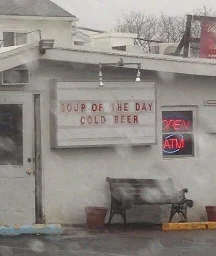 SOUP OF THE DAY
COLD BEER
OPEN
ATM